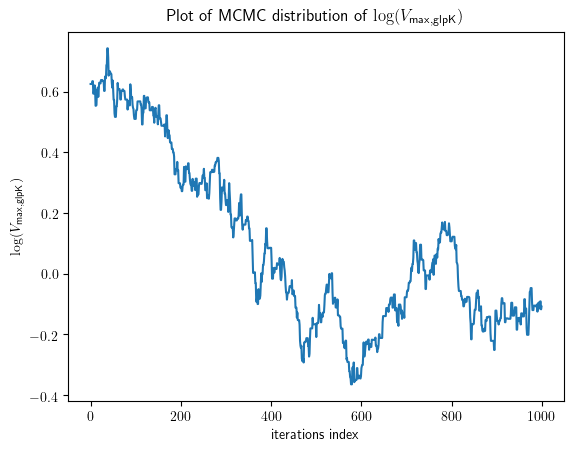 Plot of MCMC distribution of log(V_max,glpK)
log(V_max,glpK)
0.6
0.4
0.2
0.0
−0.2
−0.4
0 200 400 600 800 1000
iterations index